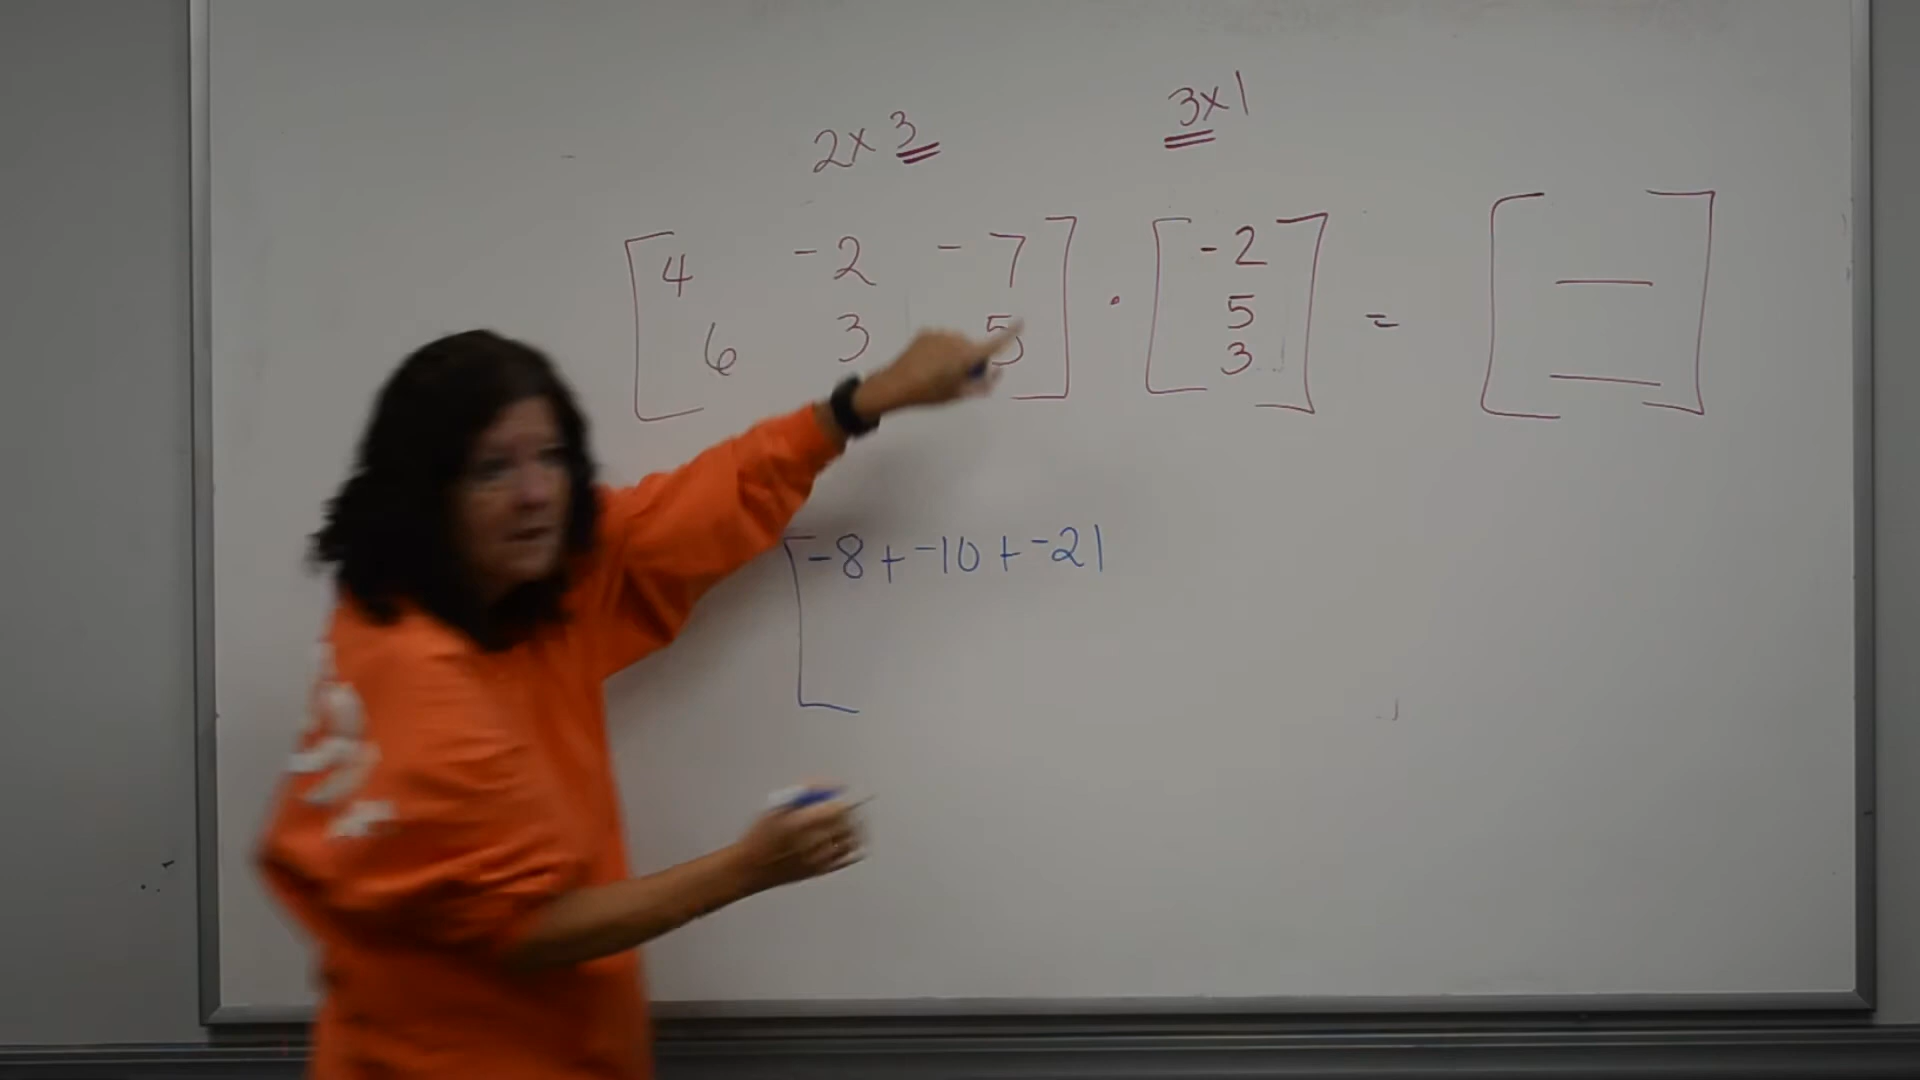 2x3 3x1
4 -2 -7 · -2 =
6 3 5 5
3
-8+-10+-21